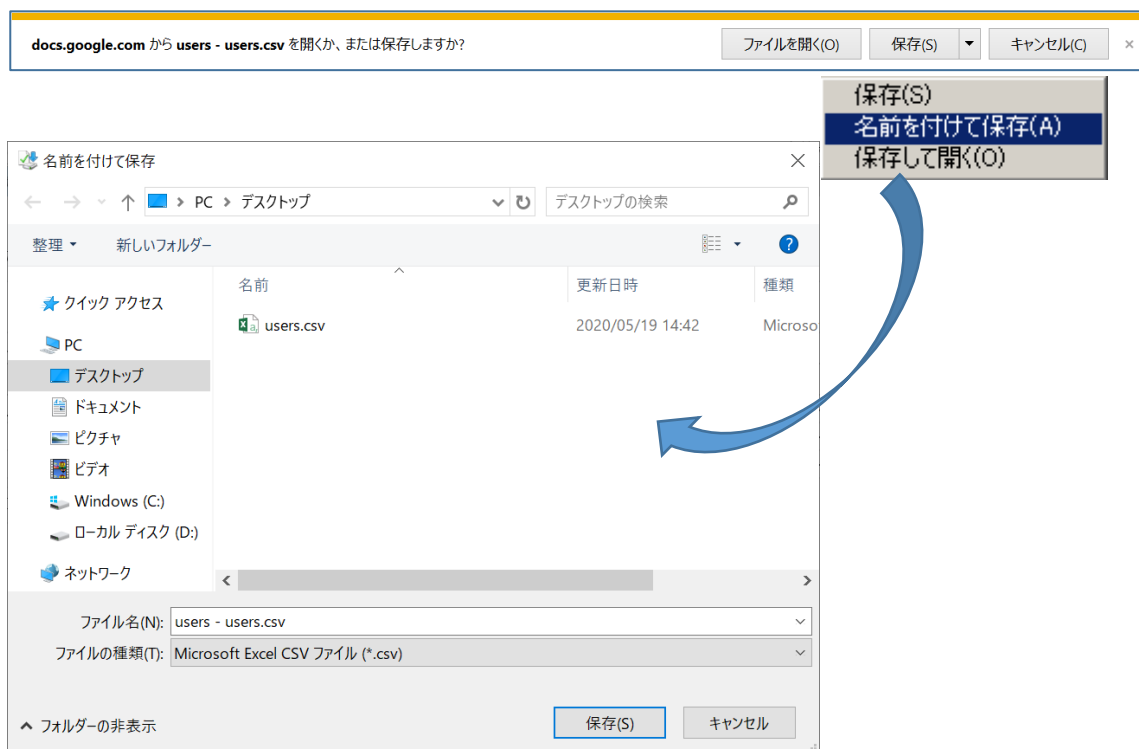 docs.google.com から users - users.csv を開くか、または保存しますか?
ファイルを開く(O)
保存(S)
キャンセル(C)
×
保存(S)
名前を付けて保存(A)
保存して開く(O)
名前を付けて保存
PC > デスクトップ
デスクトップの検索
整理
新しいフォルダー
?
名前
更新日時
種類
クイック アクセス
users.csv
2020/05/19 14:42
Microso
PC
デスクトップ
ドキュメント
ピクチャ
ビデオ
Windows (C:)
ローカル ディスク (D:)
ネットワーク
ファイル名(N): users - users.csv
ファイルの種類(T): Microsoft Excel CSV ファイル (*.csv)
フォルダーの非表示
保存(S)
キャンセル